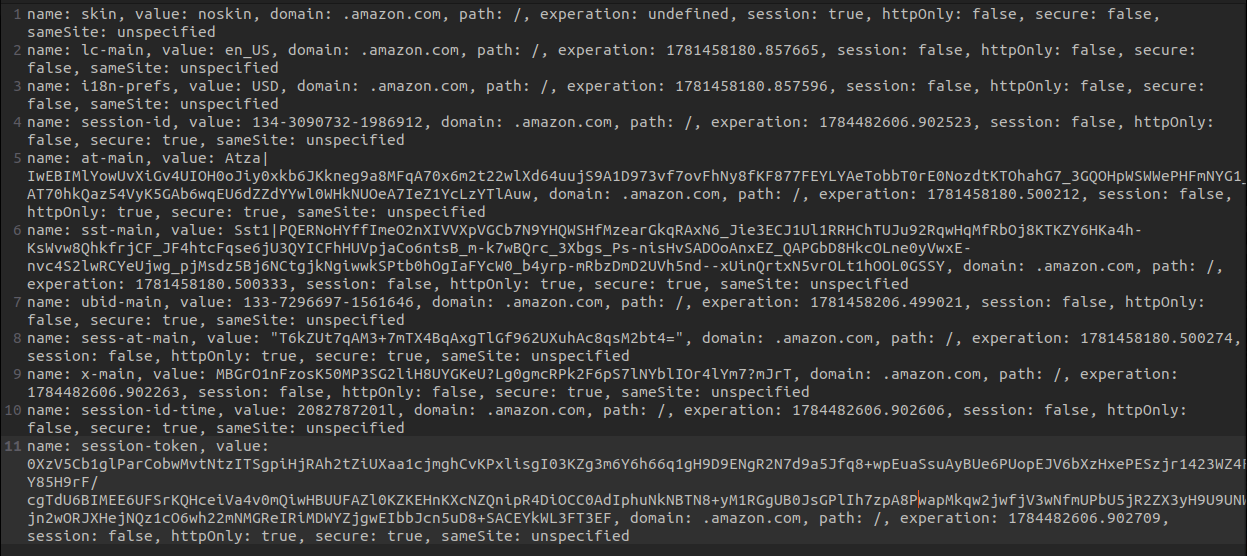 1 name: skin, value: noskin, domain: .amazon.com, path: /, experation: undefined, session: true, httpOnly: false, secure: false,
sameSite: unspecified
2 name: lc-main, value: en_US, domain: .amazon.com, path: /, experation: 1781458180.857665, session: false, httpOnly: false, secure:
false, sameSite: unspecified
3 name: i18n-prefs, value: USD, domain: .amazon.com, path: /, experation: 1781458180.857596, session: false, httpOnly: false, secure:
false, sameSite: unspecified
4 name: session-id, value: 134-3090732-1986912, domain: .amazon.com, path: /, experation: 1784482606.902523, session: false, httpOnly:
false, secure: true, sameSite: unspecified
5 name: at-main, value: Atza|
IwEBIMlYowUvXiGv4UIOH0oJiy0xkb6JKkneg9a8MFqA70x6m2t22wlXd64uujS9A1D973vf7ovFhNy8fKF877FEYLYAeTobbT0rE0NozdtKTOhahG7_3GQOHpWSWWePHFmNYG1_
AT70hkQaz54VyK5GAb6wqEU6dZZdYYwl0WHkNUOeA7IeZ1YcLzYTlAuw, domain: .amazon.com, path: /, experation: 1781458180.500212, session: false,
httpOnly: true, secure: true, sameSite: unspecified
6 name: sst-main, value: Sst1|PQERNoHYffImeO2nXIVVXpVGCb7N9YHQWSHfMzearGkqRAxN6_Jie3ECJ1Ul1RRHChTUJu92RqwHqMfRbOj8KTKZY6HKa4h-
KsWvw8QhkfrjCF_JF4htcFqse6jU3QYICFhHUVpjaCo6ntsB_m-k7wBQrc_3Xbgs_Ps-nisHvSADOoAnxEZ_QAPGbD8HkcOLne0yVwxE-
nvc4S2lwRCYeUjwg_pjMsdz5Bj6NCtgjkNgiwwkSPtb0hOgIaFYcW0_b4yrp-mRbzDmD2UVh5nd--xUinQrtxN5vrOLt1hOOL0GSSY, domain: .amazon.com, path: /,
experation: 1781458180.500333, session: false, httpOnly: true, secure: true, sameSite: unspecified
7 name: ubid-main, value: 133-7296697-1561646, domain: .amazon.com, path: /, experation: 1781458206.499021, session: false, httpOnly:
false, secure: true, sameSite: unspecified
8 name: sess-at-main, value: "T6kZUt7qAM3+7mTX4BqAxgTlGf962UXuhAc8qsM2bt4=", domain: .amazon.com, path: /, experation: 1781458180.500274,
session: false, httpOnly: true, secure: true, sameSite: unspecified
9 name: x-main, value: MBGrO1nFzosK50MP3SG2liH8UYGKeU?Lg0gmcRPk2F6pS7lNYblIOr4lYm7?mJrT, domain: .amazon.com, path: /, experation:
1784482606.902263, session: false, httpOnly: false, secure: true, sameSite: unspecified
10 name: session-id-time, value: 2082787201l, domain: .amazon.com, path: /, experation: 1784482606.902606, session: false, httpOnly:
false, secure: true, sameSite: unspecified
11 name: session-token, value:
0XzV5Cb1glParCobwMvtNtzITSgpiHjRAh2tZiUXaa1cjmghCvKPxlisgI03KZg3m6Y6h66q1gH9D9ENgR2N7d9a5Jfq8+wpEuaSsuAyBUe6PUopEJV6bXzHxePESzjr1423WZ4F
Y85H9rF/
cgTdU6BIMEE6UFSrKQHceiVa4v0mQiwHBUUFAZl0KZKEHnKXcNZQnipR4DiOCC0AdIphuNkNBTN8+yM1RGgUB0JsGPlIh7zpA8PwapMkqw2jwfjV3wNfmUPbU5jR2ZX3yH9U9UNW
jn2wORJXHejNQz1cO6wh22mNMGReIRiMDWYZjgwEIbbJcn5uD8+SACEYkWL3FT3EF, domain: .amazon.com, path: /, experation: 1784482606.902709,
session: false, httpOnly: true, secure: true, sameSite: unspecified